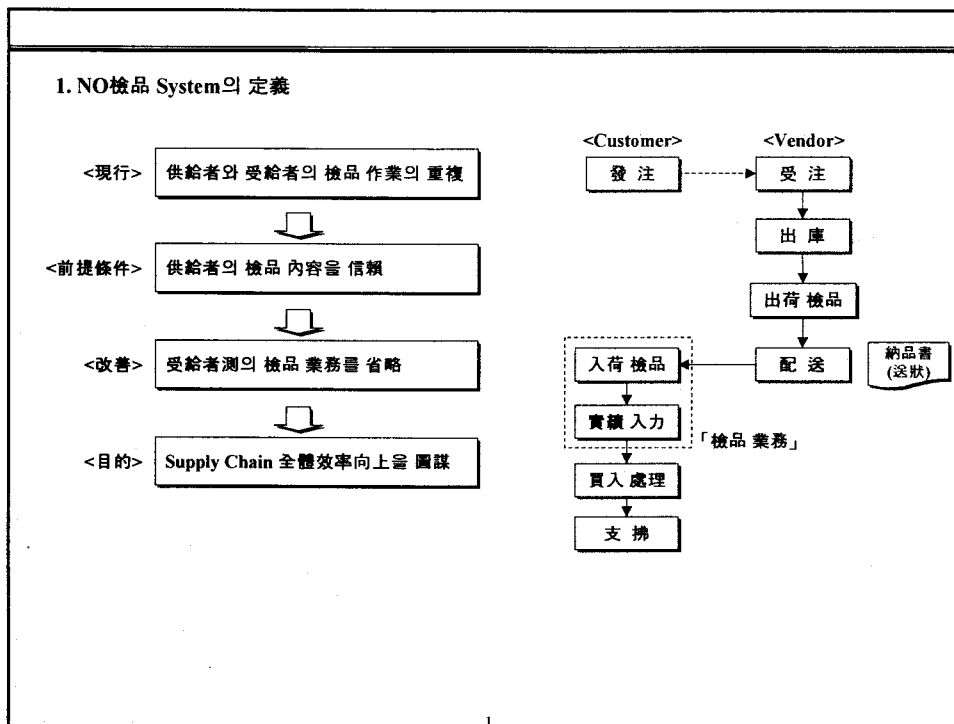 1. NO檢品 System의 定義
<現行>
供給者와 受給者의 檢品 作業의 重複
<前提條件>
供給者의 檢品 內容을 信賴
<改善>
受給者測의 檢品 業務를 省略
<目的>
Supply Chain 全體效率向上을 圖謀
<Customer>
<Vendor>
發 注
受 注
出 庫
出荷 檢品
入荷 檢品
配 送
納品書
(送狀)
實績 入力
「檢品 業務」
買入 處理
支 拂
1